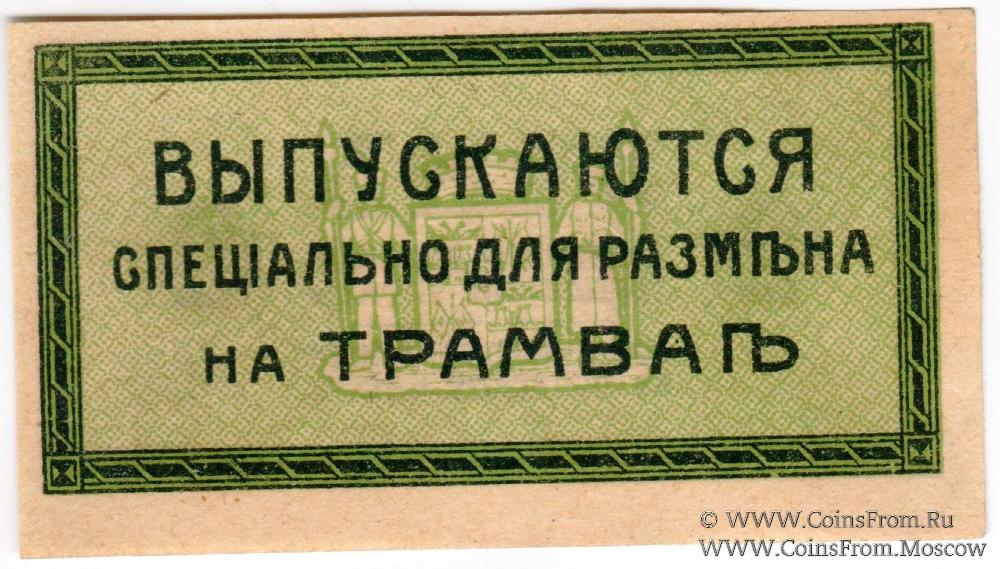 ВЫПУСКАЮТСЯ
СПЕЦІАЛЬНО ДЛЯ РАЗМѢНА
НА ТРАМВАѢ
© WWW.CoinsFrom.Ru
WWW.CoinsFrom.Moscow